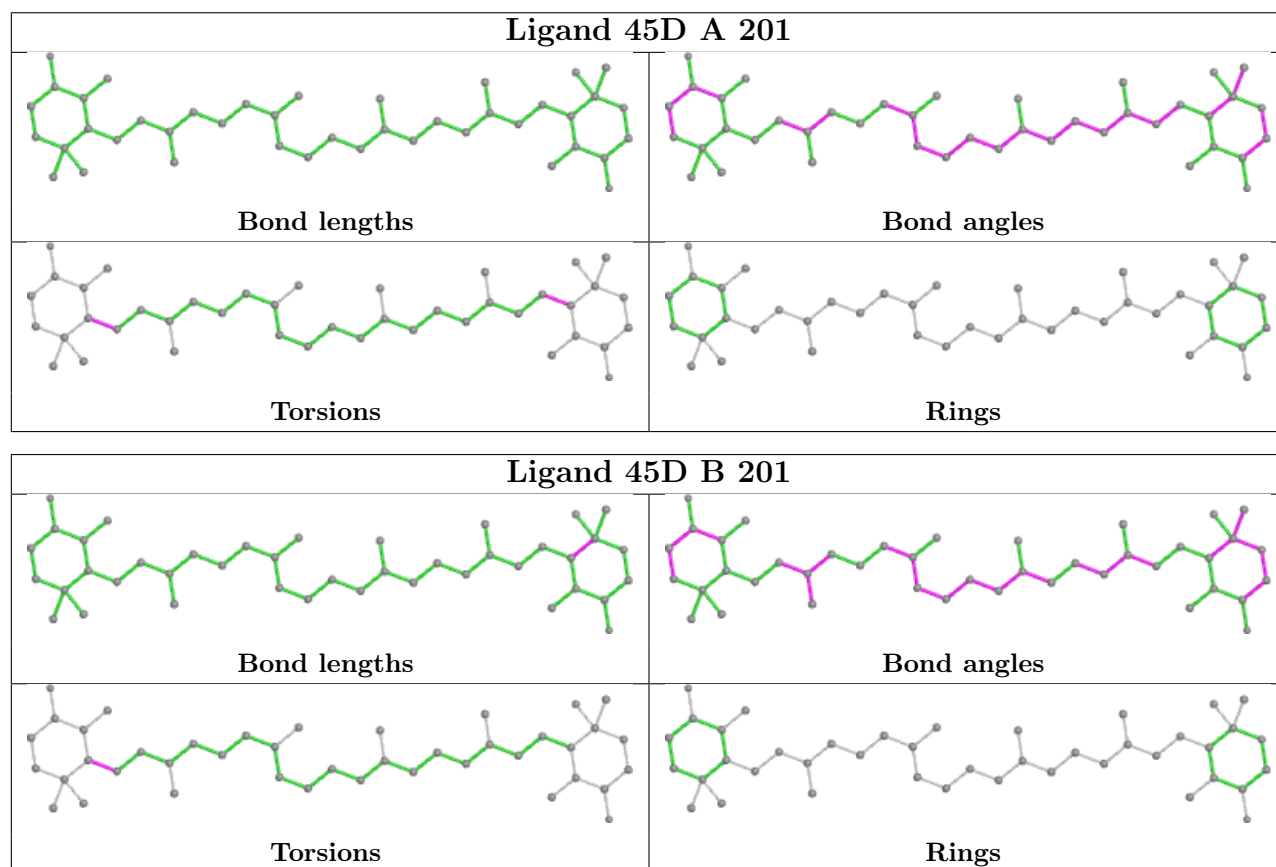 Ligand 45D A 201
Bond lengths
Bond angles
Torsions
Rings
Ligand 45D B 201
Bond lengths
Bond angles
Torsions
Rings